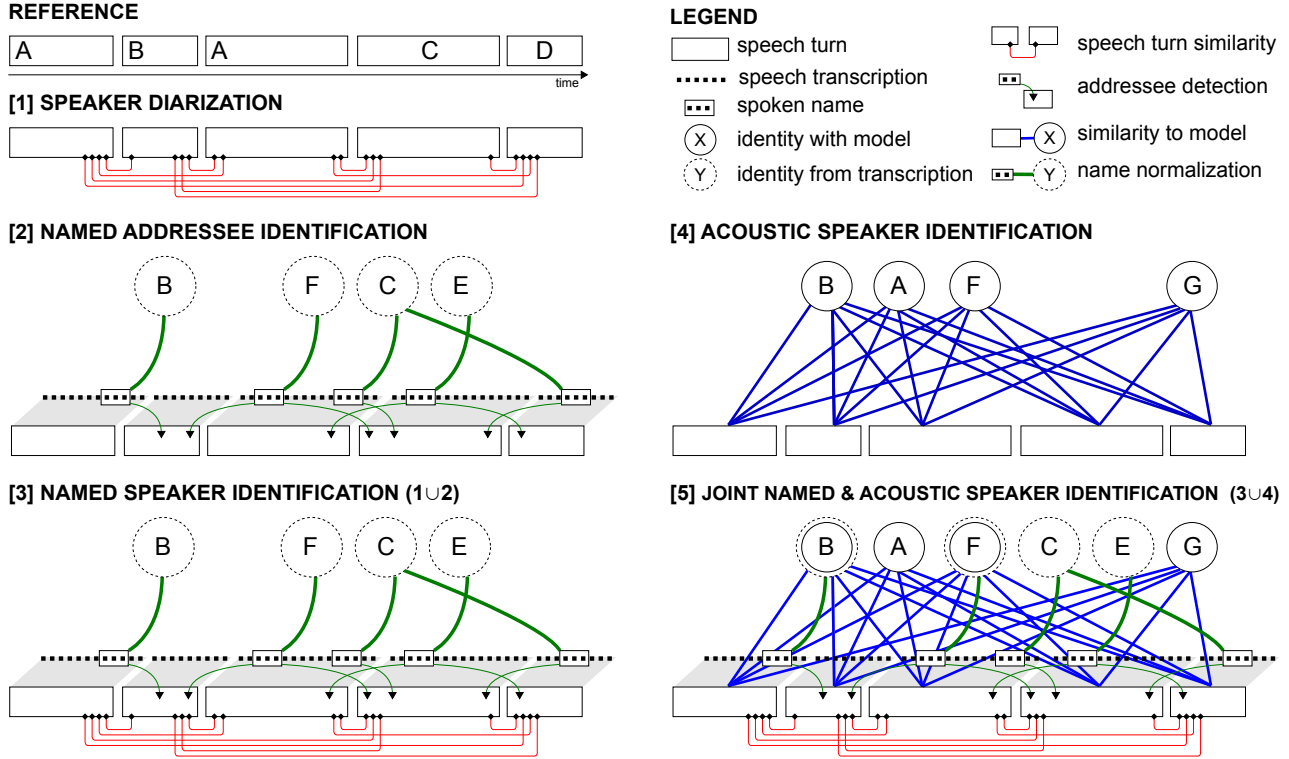 REFERENCE
A B A C D
time
[1] SPEAKER DIARIZATION
LEGEND
speech turn
speech transcription
spoken name
X identity with model
Y identity from transcription
speech turn similarity
addressee detection
X similarity to model
Y name normalization
[2] NAMED ADDRESSEE IDENTIFICATION
B F C E
[4] ACOUSTIC SPEAKER IDENTIFICATION
B A F G
[3] NAMED SPEAKER IDENTIFICATION (1∪2)
B F C E
[5] JOINT NAMED & ACOUSTIC SPEAKER IDENTIFICATION (3∪4)
B A F C E G